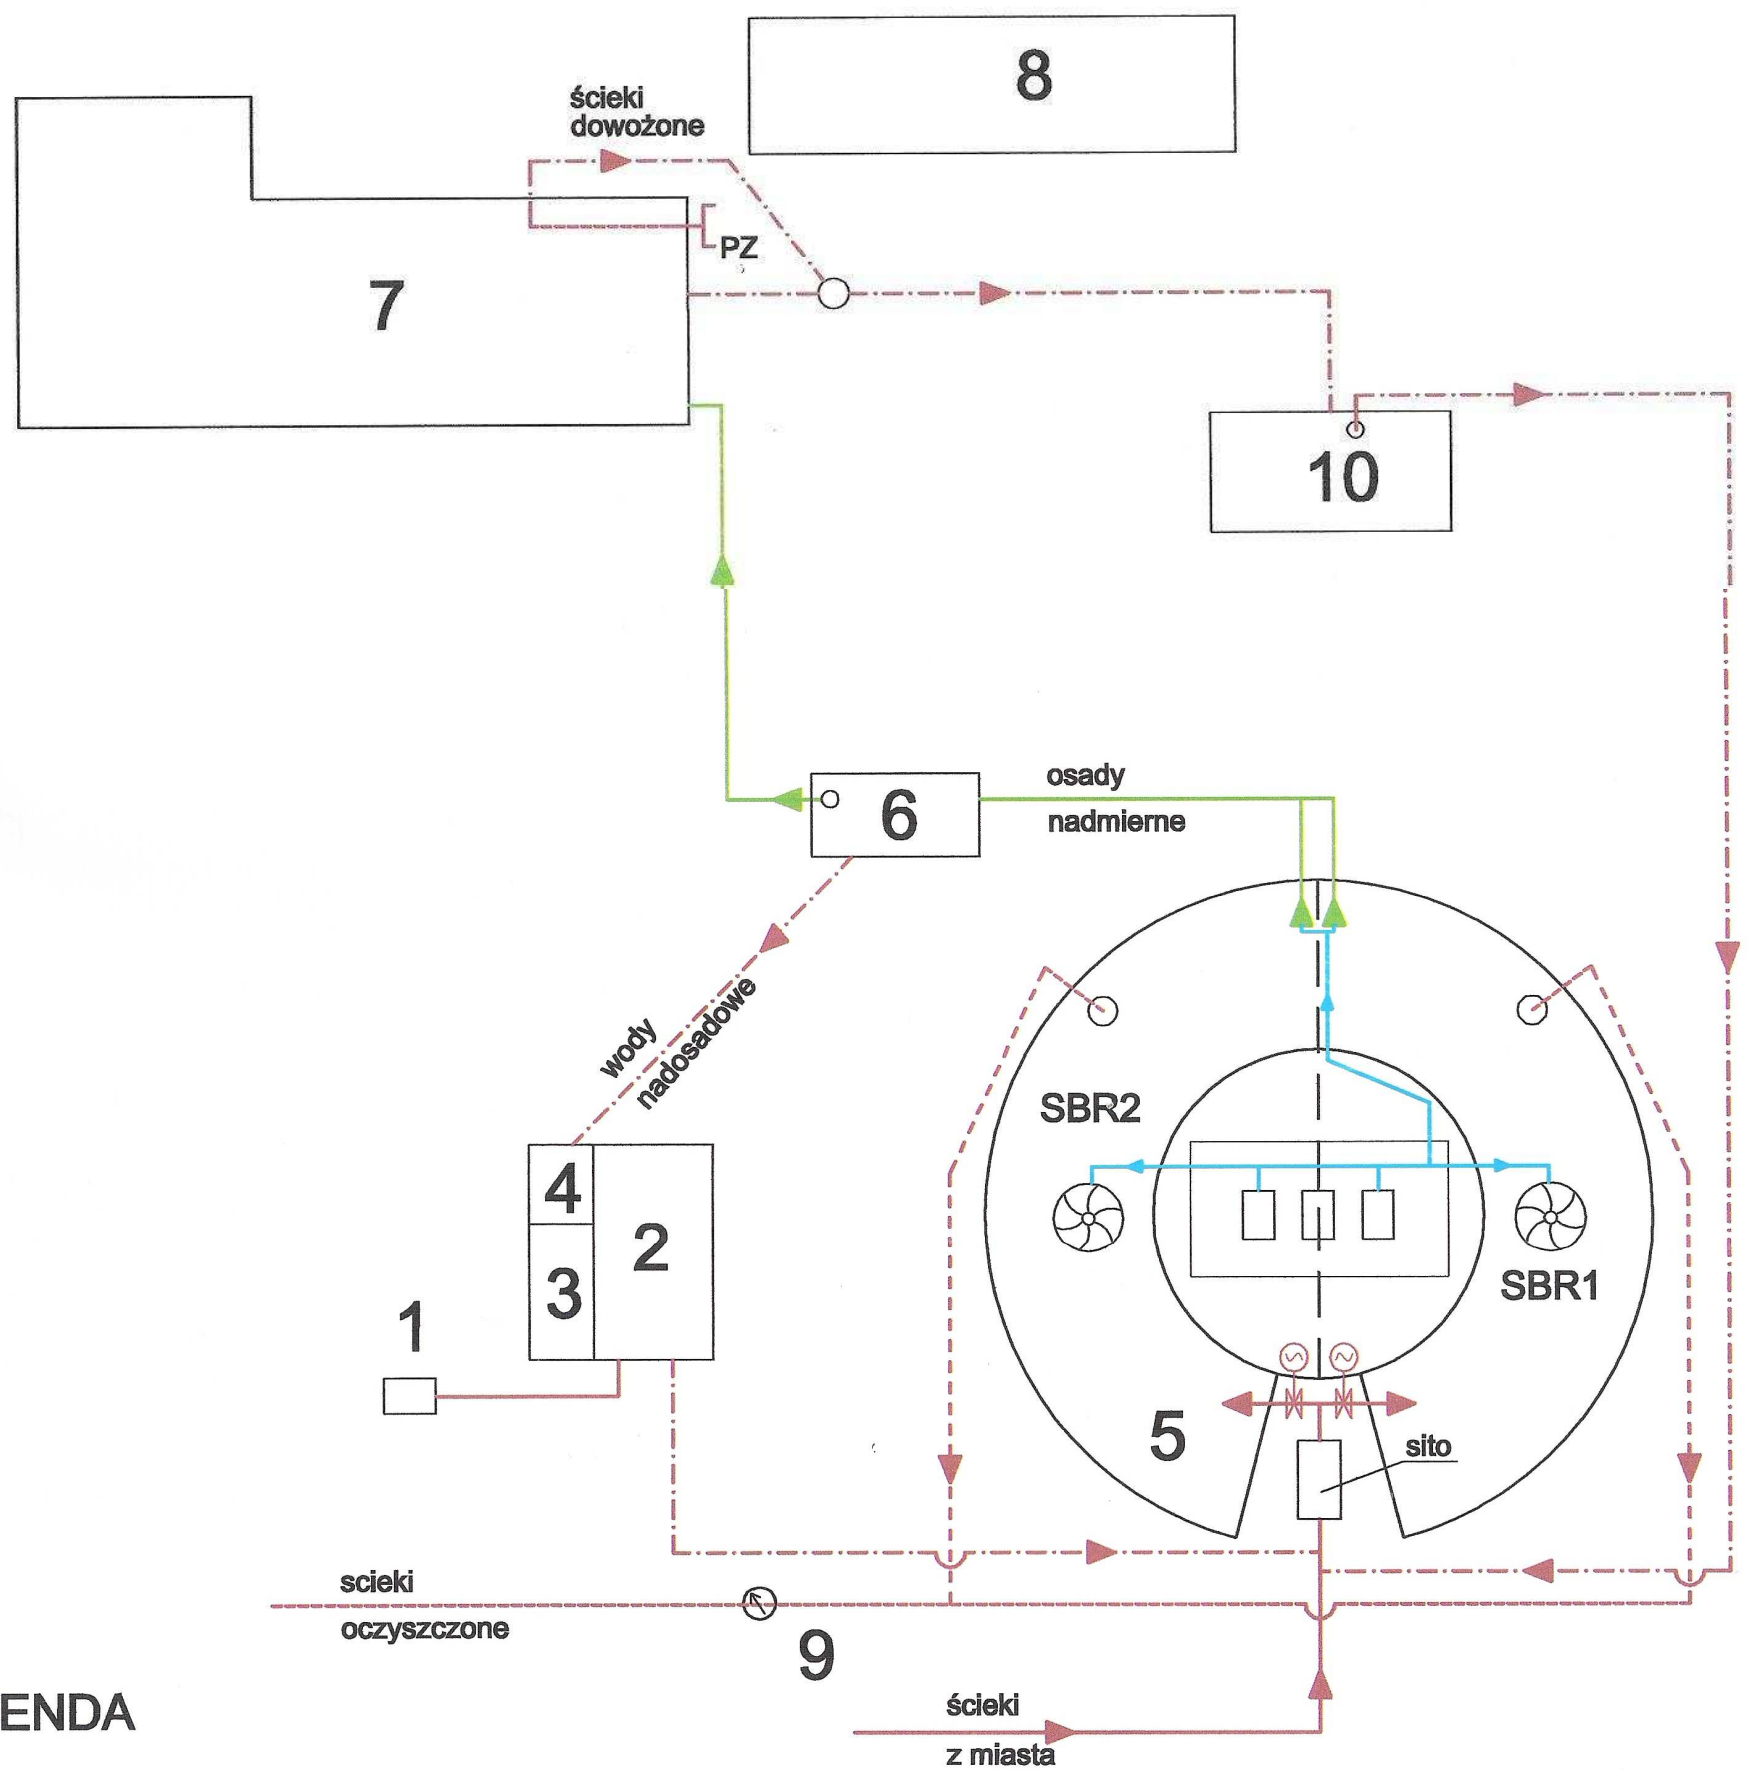 8
ścieki
dowożone
PZ
7
10
osady
6
nadmierne
wody
nadosadowe
SBR2
4
2
3
SBR1
1
5
sito
scieki
oczyszczone
9
ścieki
z miasta
ENDA